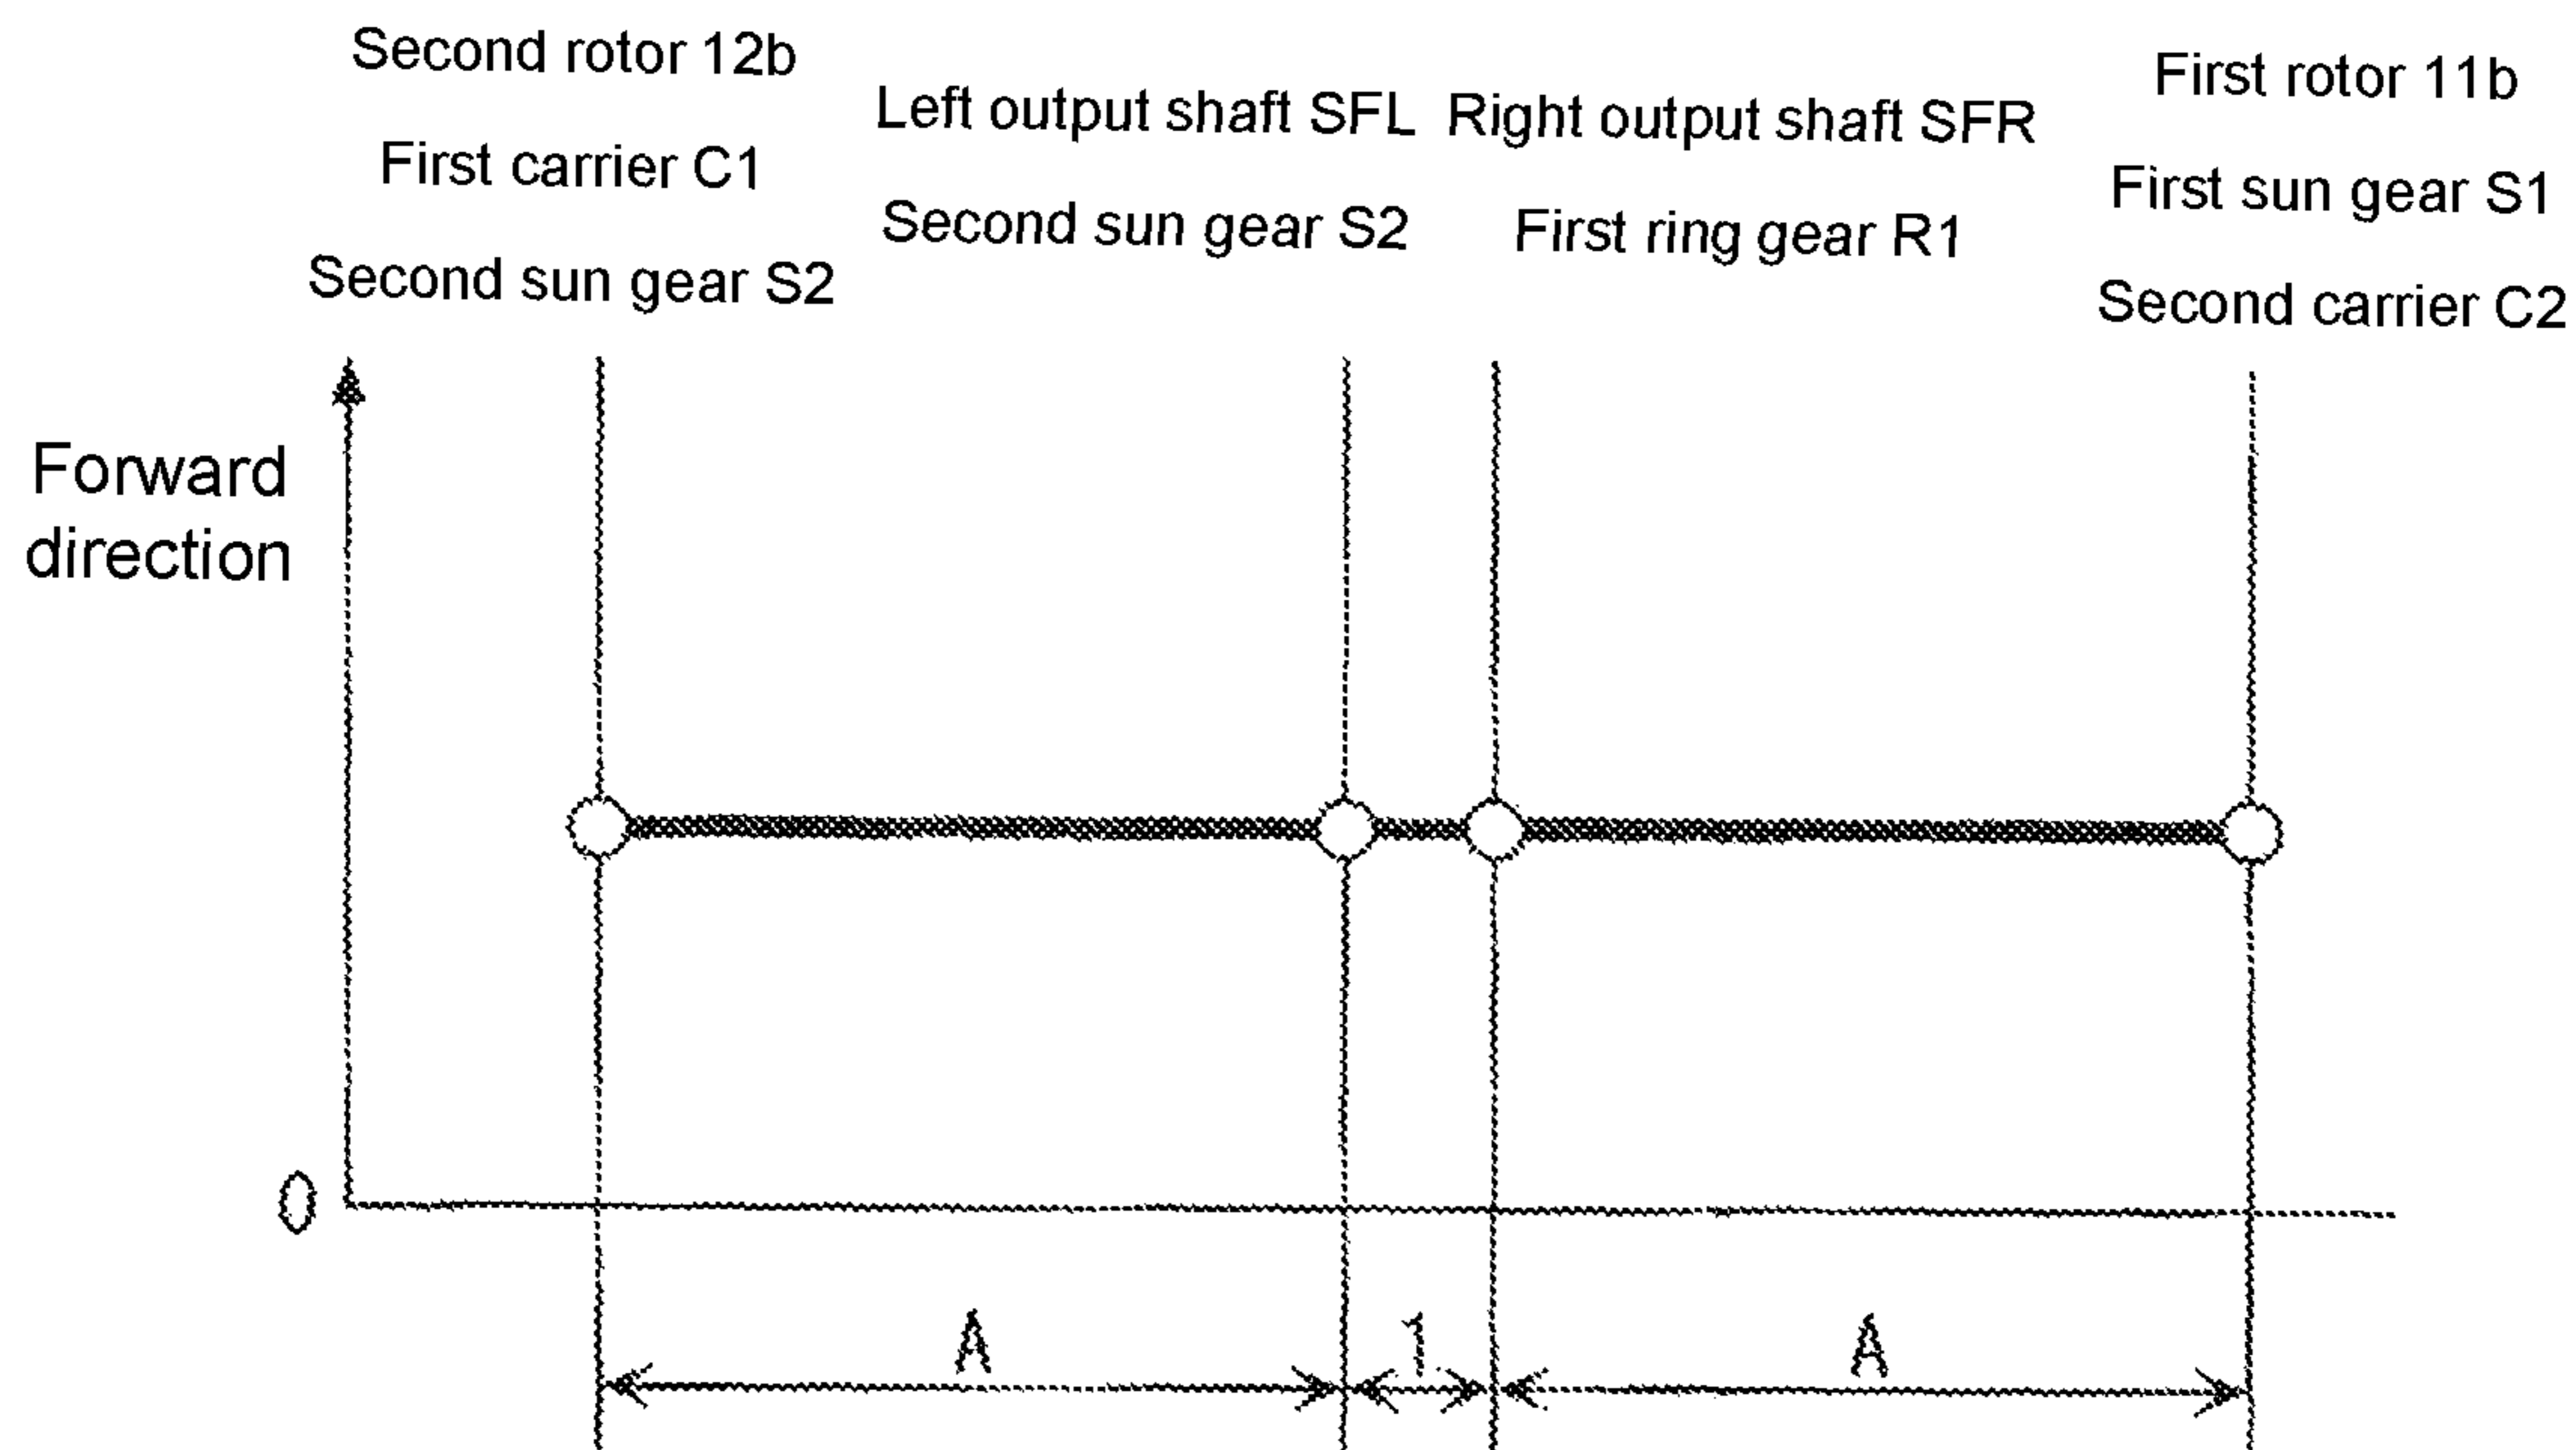 Second rotor 12b
First carrier C1
Second sun gear S2
Left output shaft SFL
Second sun gear S2
Right output shaft SFR
First ring gear R1
First rotor 11b
First sun gear S1
Second carrier C2
Forward
direction
0
A
1
A